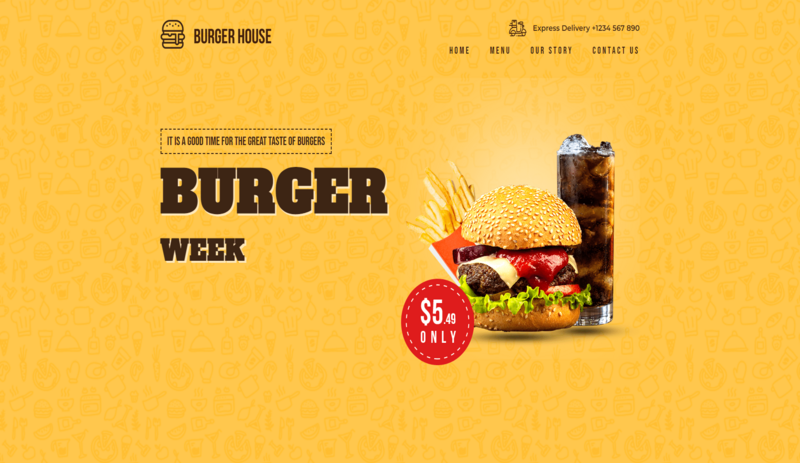 BURGER HOUSE
Express Delivery +1234 567 890
HOME MENU OUR STORY CONTACT US
IT IS A GOOD TIME FOR THE GREAT TASTE OF BURGERS
BURGER
WEEK
$5.49
ONLY